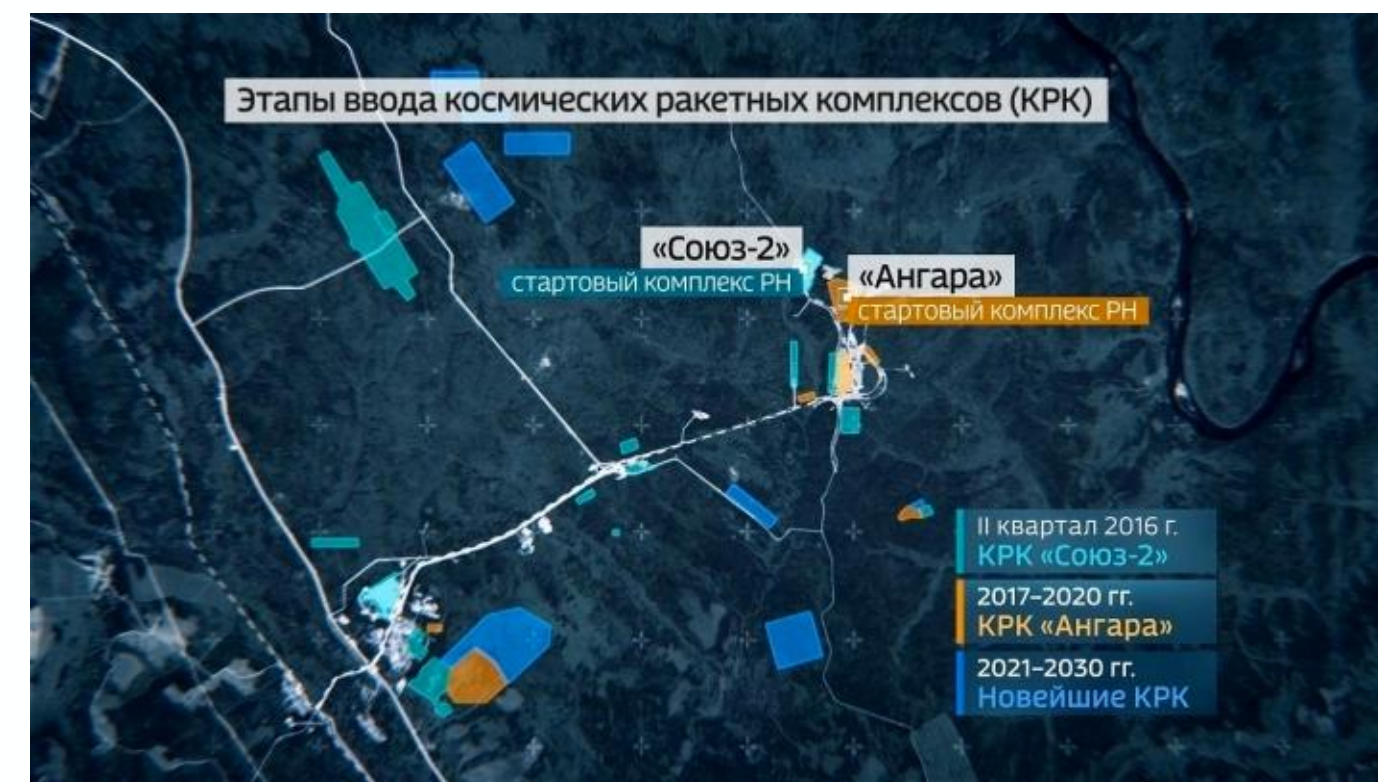 Этапы ввода космических ракетных комплексов (КРК)
«Союз-2»
стартовый комплекс РН
«Ангара»
стартовый комплекс РН
II квартал 2016 г.
КРК «Союз-2»
2017–2020 гг.
КРК «Ангара»
2021–2030 гг.
Новейшие КРК